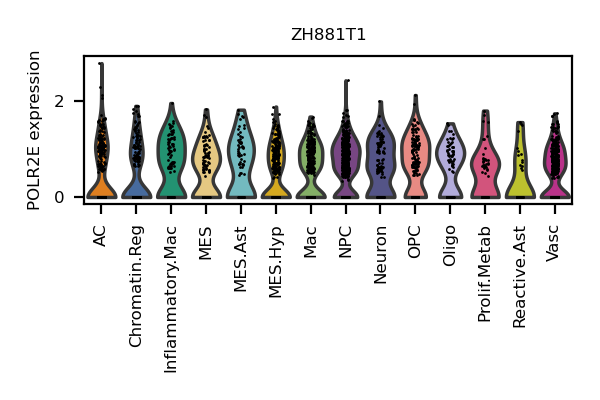 ZH881T1
POLR2E expression
2
0
AC
Chromatin.Reg
Inflammatory.Mac
MES
MES.Ast
MES.Hyp
Mac
NPC
Neuron
OPC
Oligo
Prolif.Metab
Reactive.Ast
Vasc